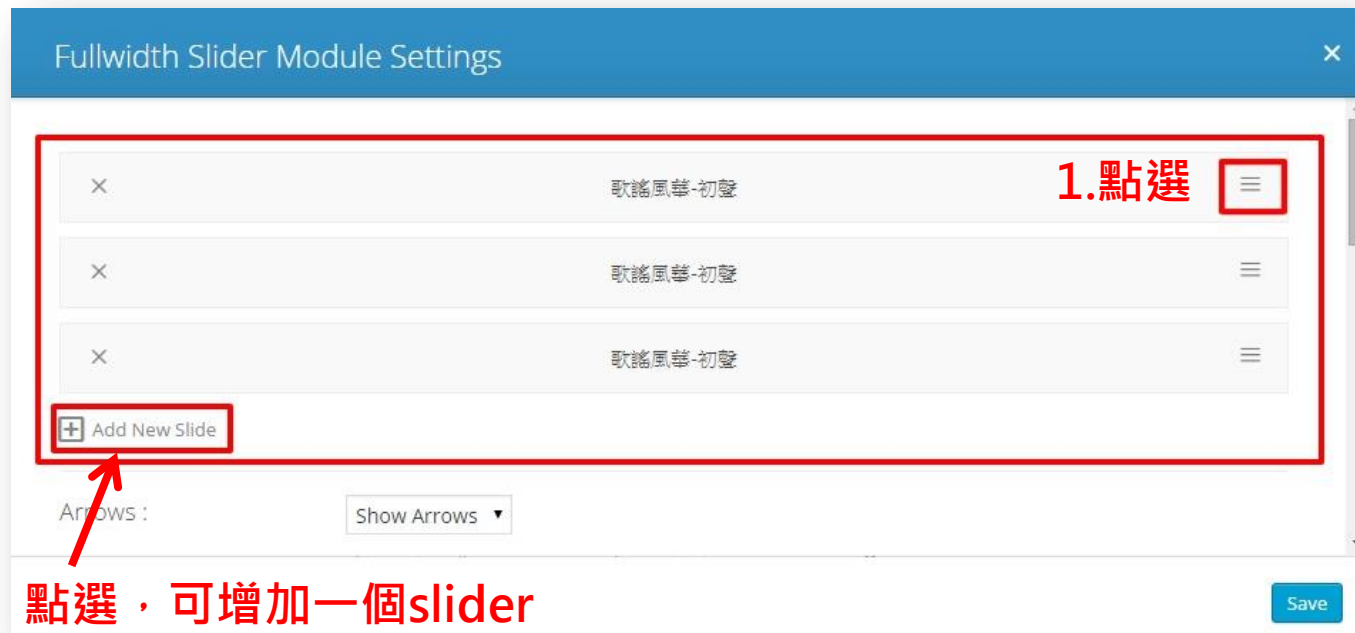 Fullwidth Slider Module Settings
歌謠風華-初聲
1.點選
歌謠風華-初聲
歌謠風華-初聲
Add New Slide
Arrows :
Show Arrows
點選，可增加一個slider
Save